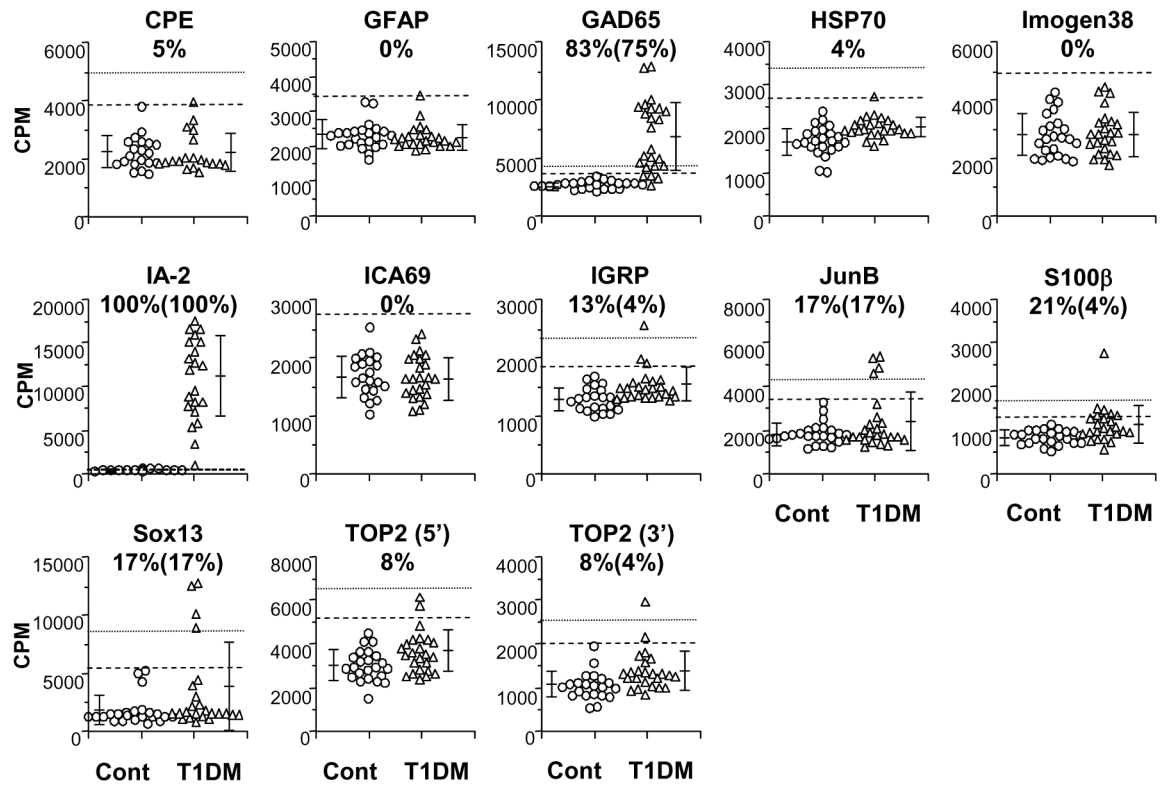 CPE GFAP GAD65 HSP70 Imogen38
5% 0% 83%(75%) 4% 0%
6000 5000 15000 4000 6000
4000
3000
10000
4000
CPM
4000
3000
2000
2000
2000
5000
2000
1000
1000
0 0 0 0 0
IA-2 ICA69 IGRP JunB S100β
100%(100%) 0% 13%(4%) 17%(17%) 21%(4%)
20000 3000 3000 8000 4000
15000
6000
3000
CPM
10000
2000
2000
4000
2000
5000
1000
1000
2000
1000
0 0 0 0 0
Cont T1DM Cont T1DM
Sox13 TOP2 (5’) TOP2 (3’)
17%(17%) 8% 8%(4%)
15000 8000 4000
10000
6000
3000
CPM
4000
2000
5000
2000
1000
0 0 0
Cont T1DM Cont T1DM Cont T1DM